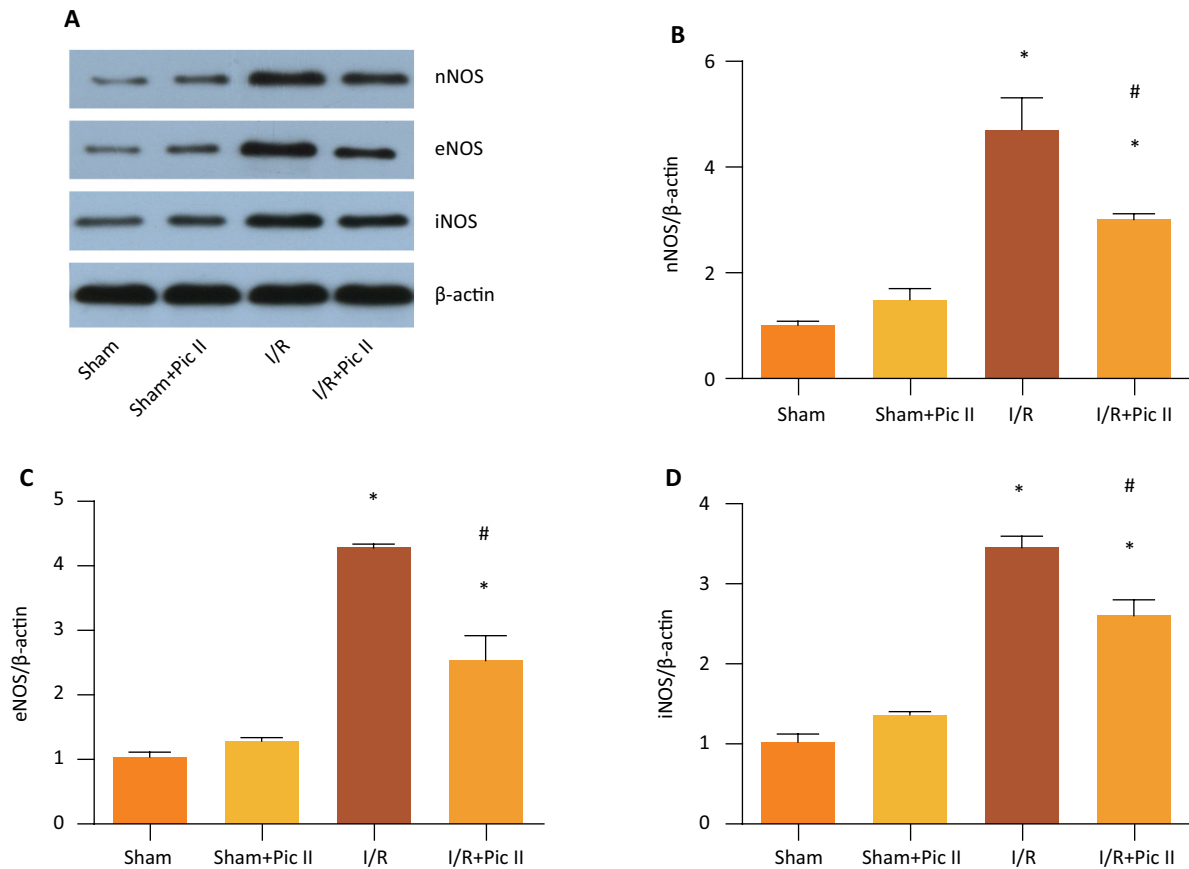 A
nNOS
eNOS
iNOS
β-actin
Sham
Sham+Pic II
I/R
I/R+Pic II
B
nNOS/β-actin
6
4
2
0
*
#
*
Sham
Sham+Pic II
I/R
I/R+Pic II
C
eNOS/β-actin
5
4
3
2
1
0
*
#
*
Sham
Sham+Pic II
I/R
I/R+Pic II
D
iNOS/β-actin
4
3
2
1
0
*
#
*
Sham
Sham+Pic II
I/R
I/R+Pic II